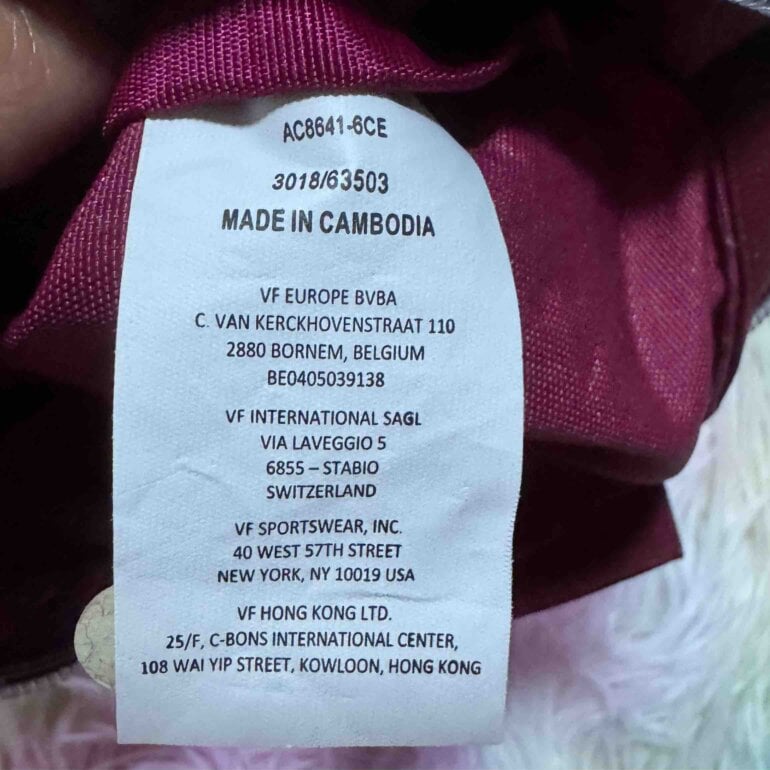 AC8641-6CE
3018/63503
MADE IN CAMBODIA
VF EUROPE BVBA
C. VAN KERCKHOVENSTRAAT 110
2880 BORNEM, BELGIUM
BE0405039138
VF INTERNATIONAL SAGL
VIA LAVEGGIO 5
6855 – STABIO
SWITZERLAND
VF SPORTSWEAR, INC.
40 WEST 57TH STREET
NEW YORK, NY 10019 USA
VF HONG KONG LTD.
25/F, C-BONS INTERNATIONAL CENTER,
108 WAI YIP STREET, KOWLOON, HONG KONG